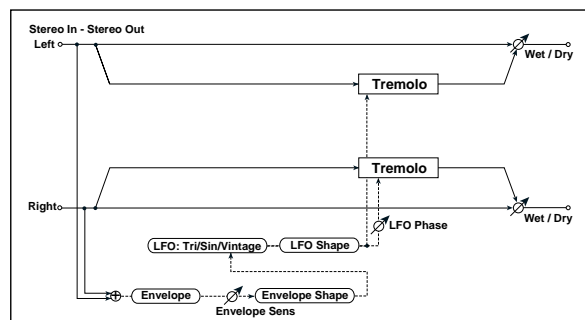 Stereo In - Stereo Out
Left
Wet / Dry
Tremolo
Tremolo
Right
Wet / Dry
LFO Phase
LFO: Tri/Sin/Vintage
LFO Shape
Envelope
Envelope Shape
Envelope Sens